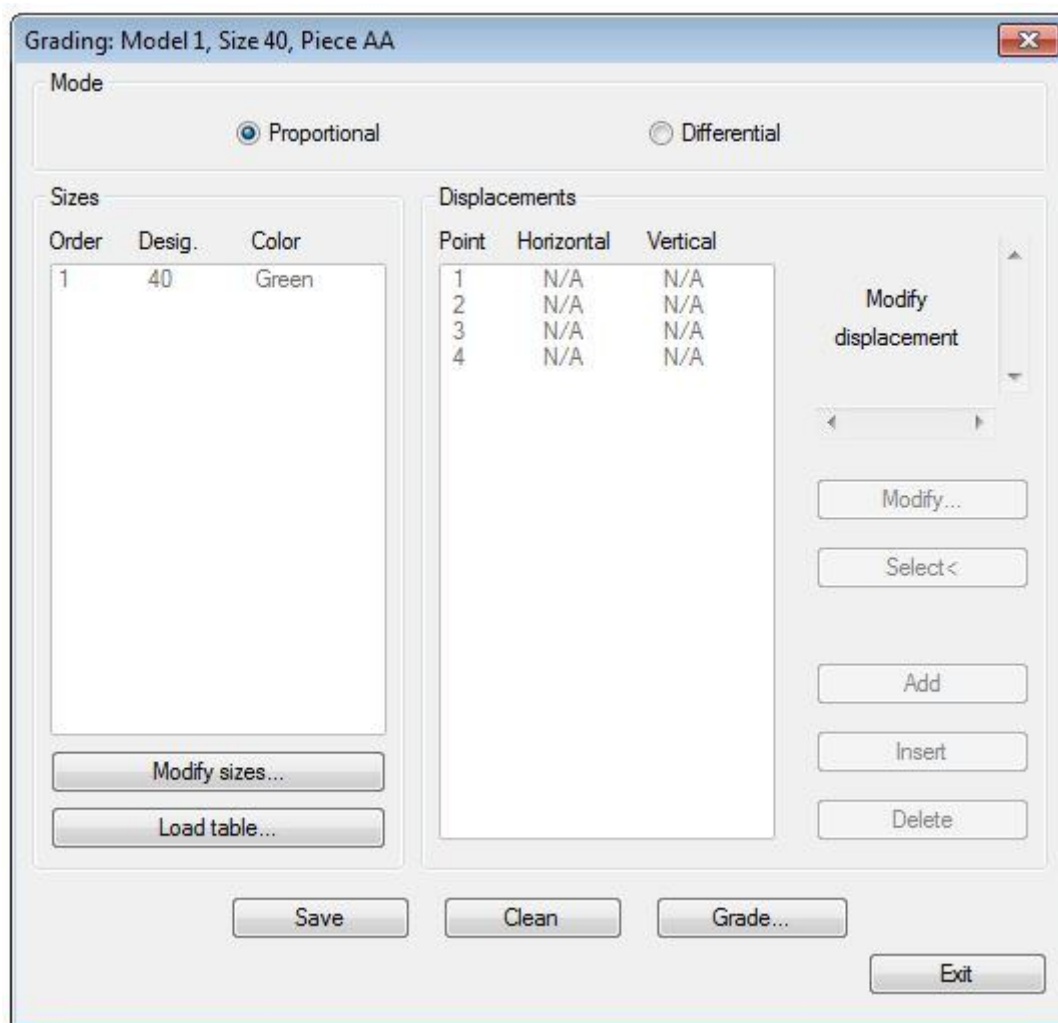 Grading: Model 1, Size 40, Piece AA
Mode
Proportional Differential
Sizes
Order Desig. Color
1 40 Green
Modify sizes...
Load table...
Displacements
Point Horizontal Vertical
1 N/A N/A
2 N/A N/A
3 N/A N/A
4 N/A N/A
Modify
displacement
Modify...
Select<
Add
Insert
Delete
Save Clean Grade...
Exit